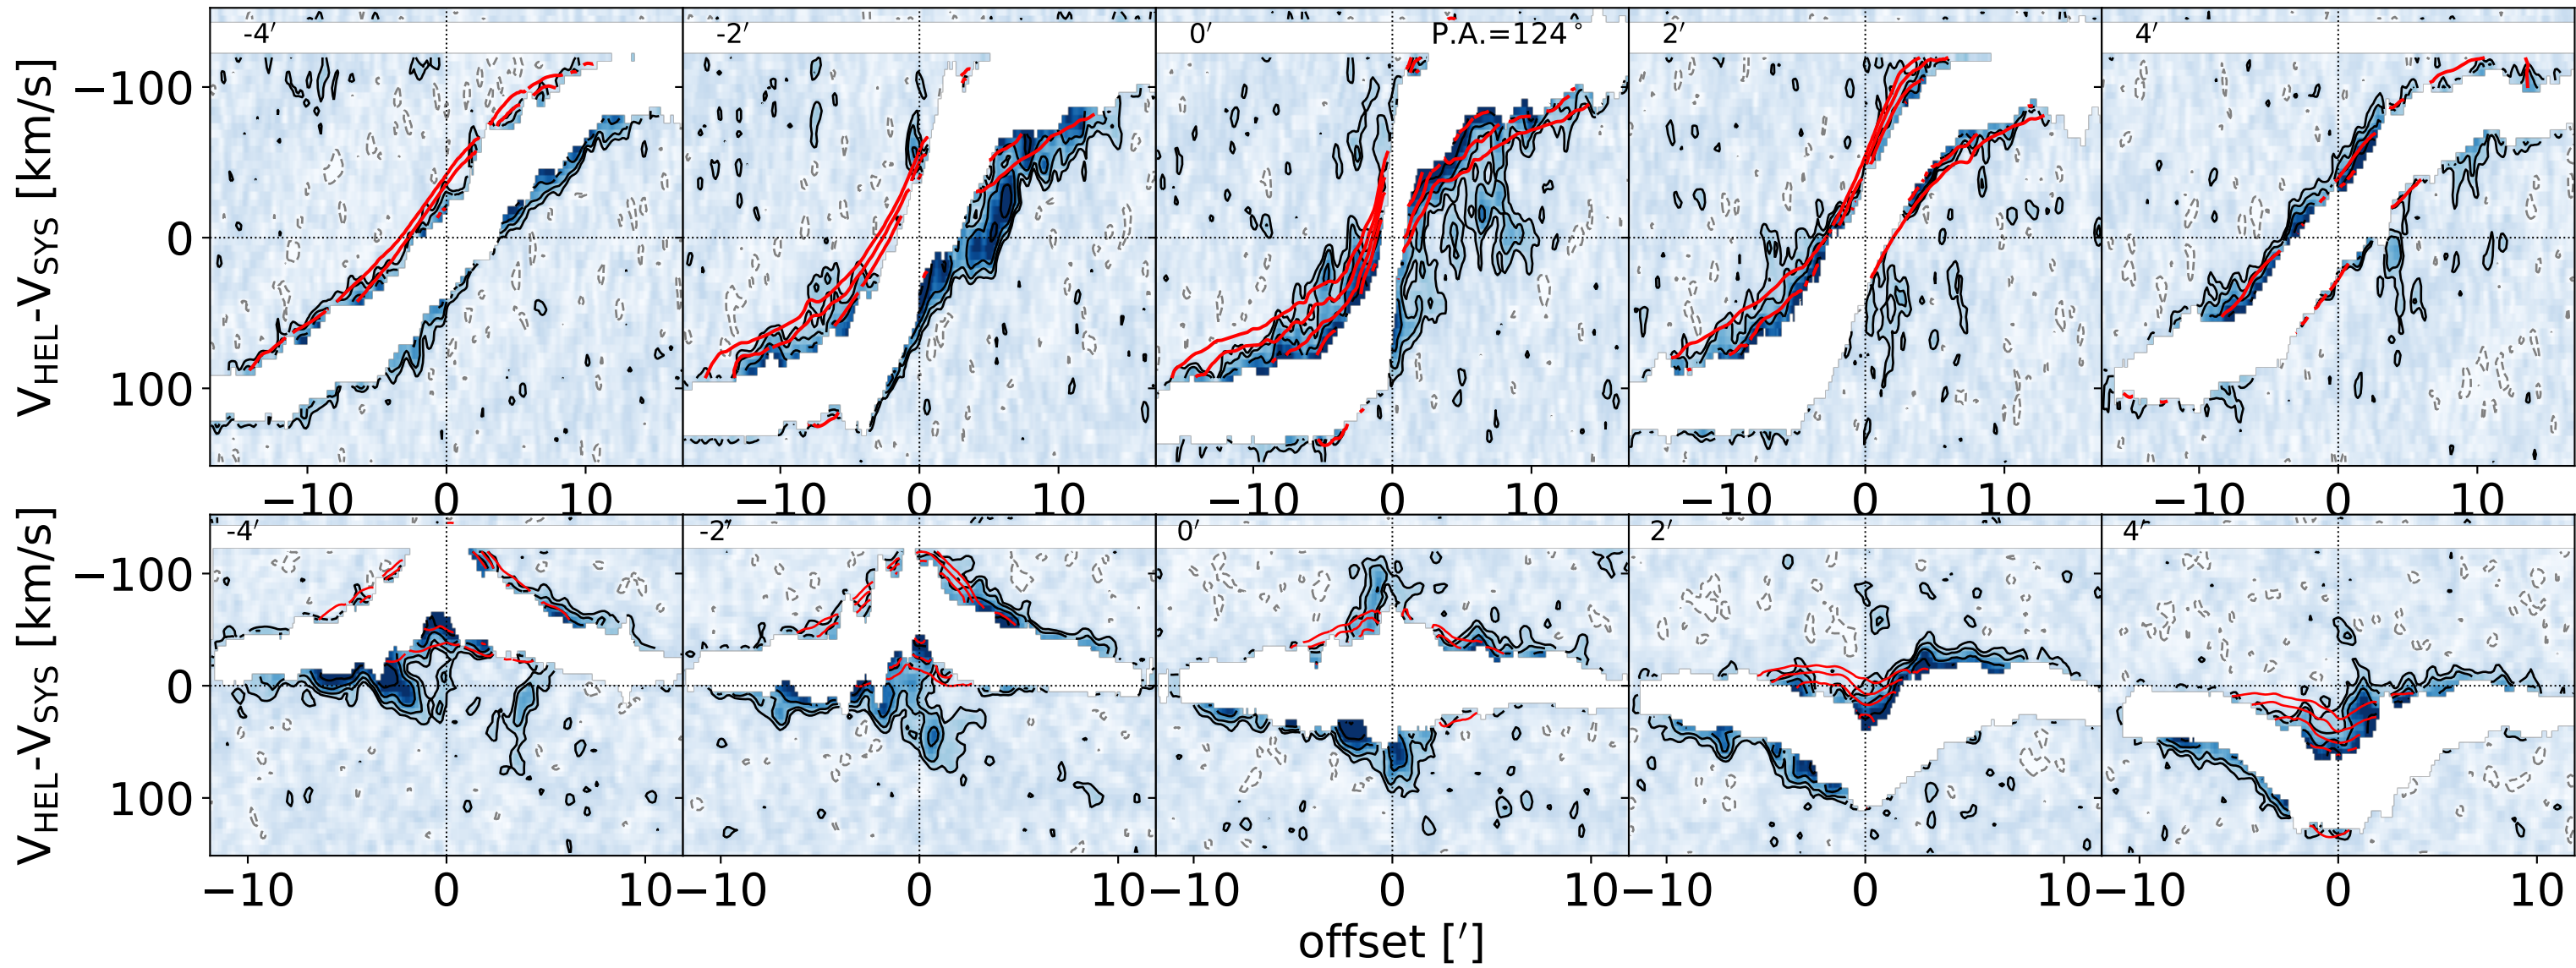 -4′ -2′ 0′ P.A.=124° 2′ 4′
V_HEL-V_SYS [km/s]
−100
0
100
−10 0 10 −10 0 10 −10 0 10 −10 0 10 −10 0 10
-4′ -2′ 0′ 2′ 4′
V_HEL-V_SYS [km/s]
−100
0
100
−10 0 10 −10 0 10 −10 0 10 −10 0 10 −10 0 10
offset [′]